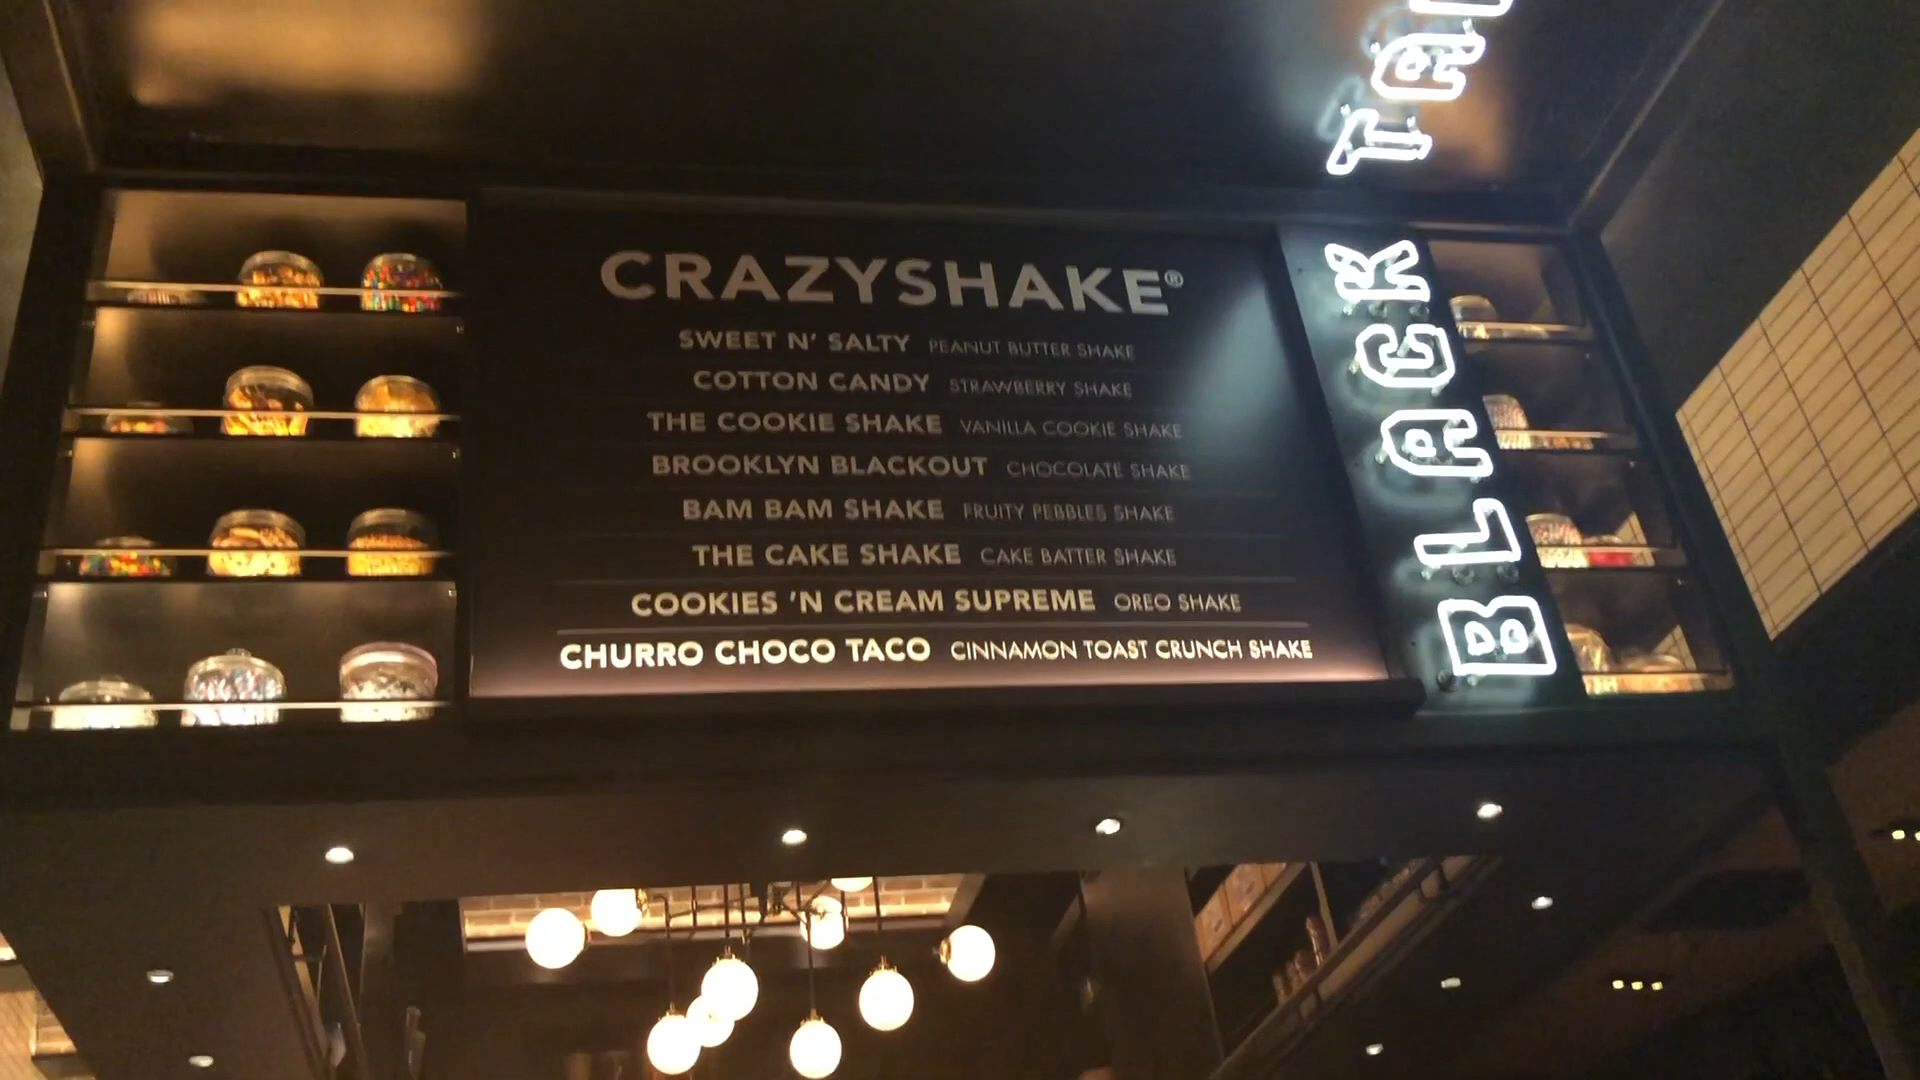 CRAZYSHAKE®
SWEET N' SALTY PEANUT BUTTER SHAKE
COTTON CANDY STRAWBERRY SHAKE
THE COOKIE SHAKE VANILLA COOKIE SHAKE
BROOKLYN BLACKOUT CHOCOLATE SHAKE
BAM BAM SHAKE FRUITY PEBBLES SHAKE
THE CAKE SHAKE CAKE BATTER SHAKE
COOKIES 'N CREAM SUPREME OREO SHAKE
CHURRO CHOCO TACO CINNAMON TOAST CRUNCH SHAKE
BLACK TA